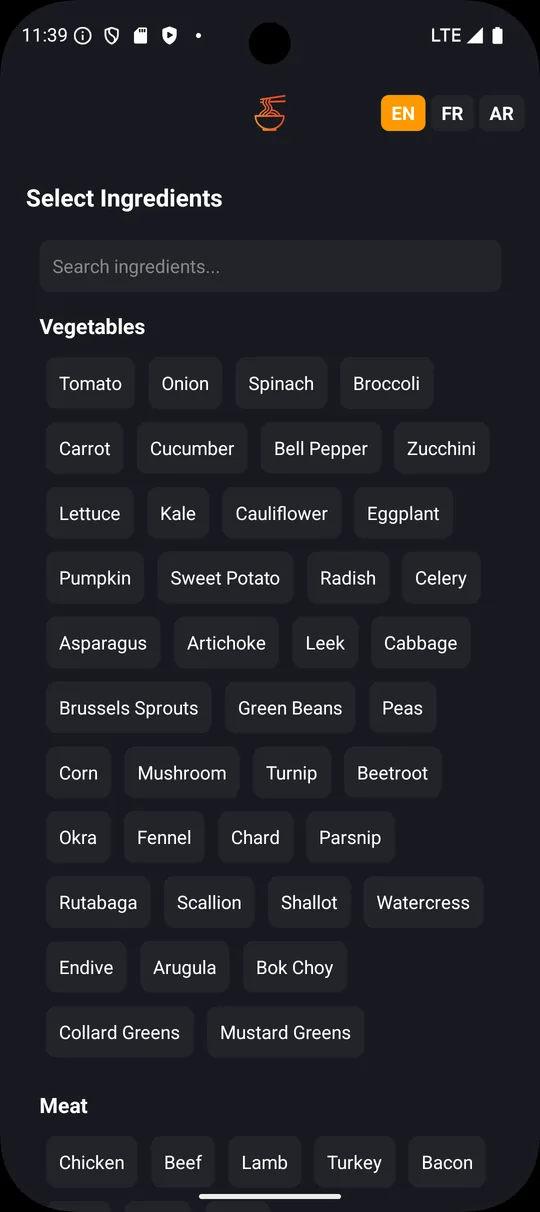 11:39 LTE
EN FR AR
Select Ingredients
Search ingredients...
Vegetables
Tomato Onion Spinach Broccoli
Carrot Cucumber Bell Pepper Zucchini
Lettuce Kale Cauliflower Eggplant
Pumpkin Sweet Potato Radish Celery
Asparagus Artichoke Leek Cabbage
Brussels Sprouts Green Beans Peas
Corn Mushroom Turnip Beetroot
Okra Fennel Chard Parsnip
Rutabaga Scallion Shallot Watercress
Endive Arugula Bok Choy
Collard Greens Mustard Greens
Meat
Chicken Beef Lamb Turkey Bacon